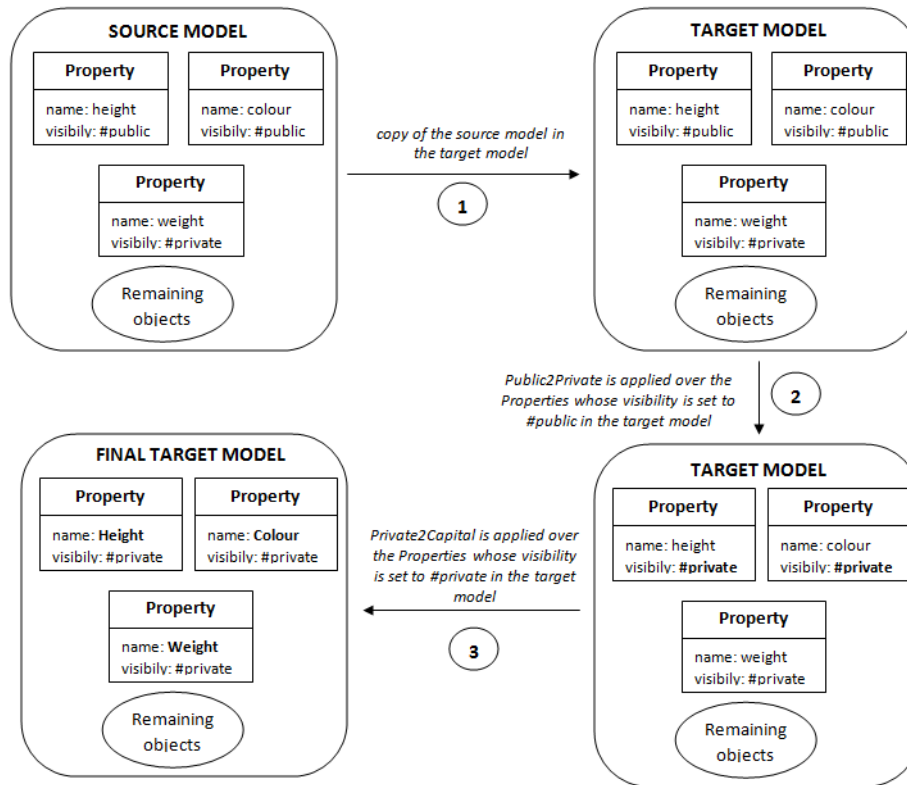 SOURCE MODEL
Property
name: height
visibily: #public
Property
name: colour
visibily: #public
Property
name: weight
visibily: #private
Remaining
objects
copy of the source model in
the target model
1
TARGET MODEL
Property
name: height
visibily: #public
Property
name: colour
visibily: #public
Property
name: weight
visibily: #private
Remaining
objects
Public2Private is applied over the
Properties whose visibility is set to
#public in the target model
2
TARGET MODEL
Property
name: height
visibily: #private
Property
name: colour
visibily: #private
Property
name: weight
visibily: #private
Remaining
objects
Private2Capital is applied over
the Properties whose visibility
is set to #private in the target
model
3
FINAL TARGET MODEL
Property
name: Height
visibily: #private
Property
name: Colour
visibily: #private
Property
name: Weight
visibily: #private
Remaining
objects